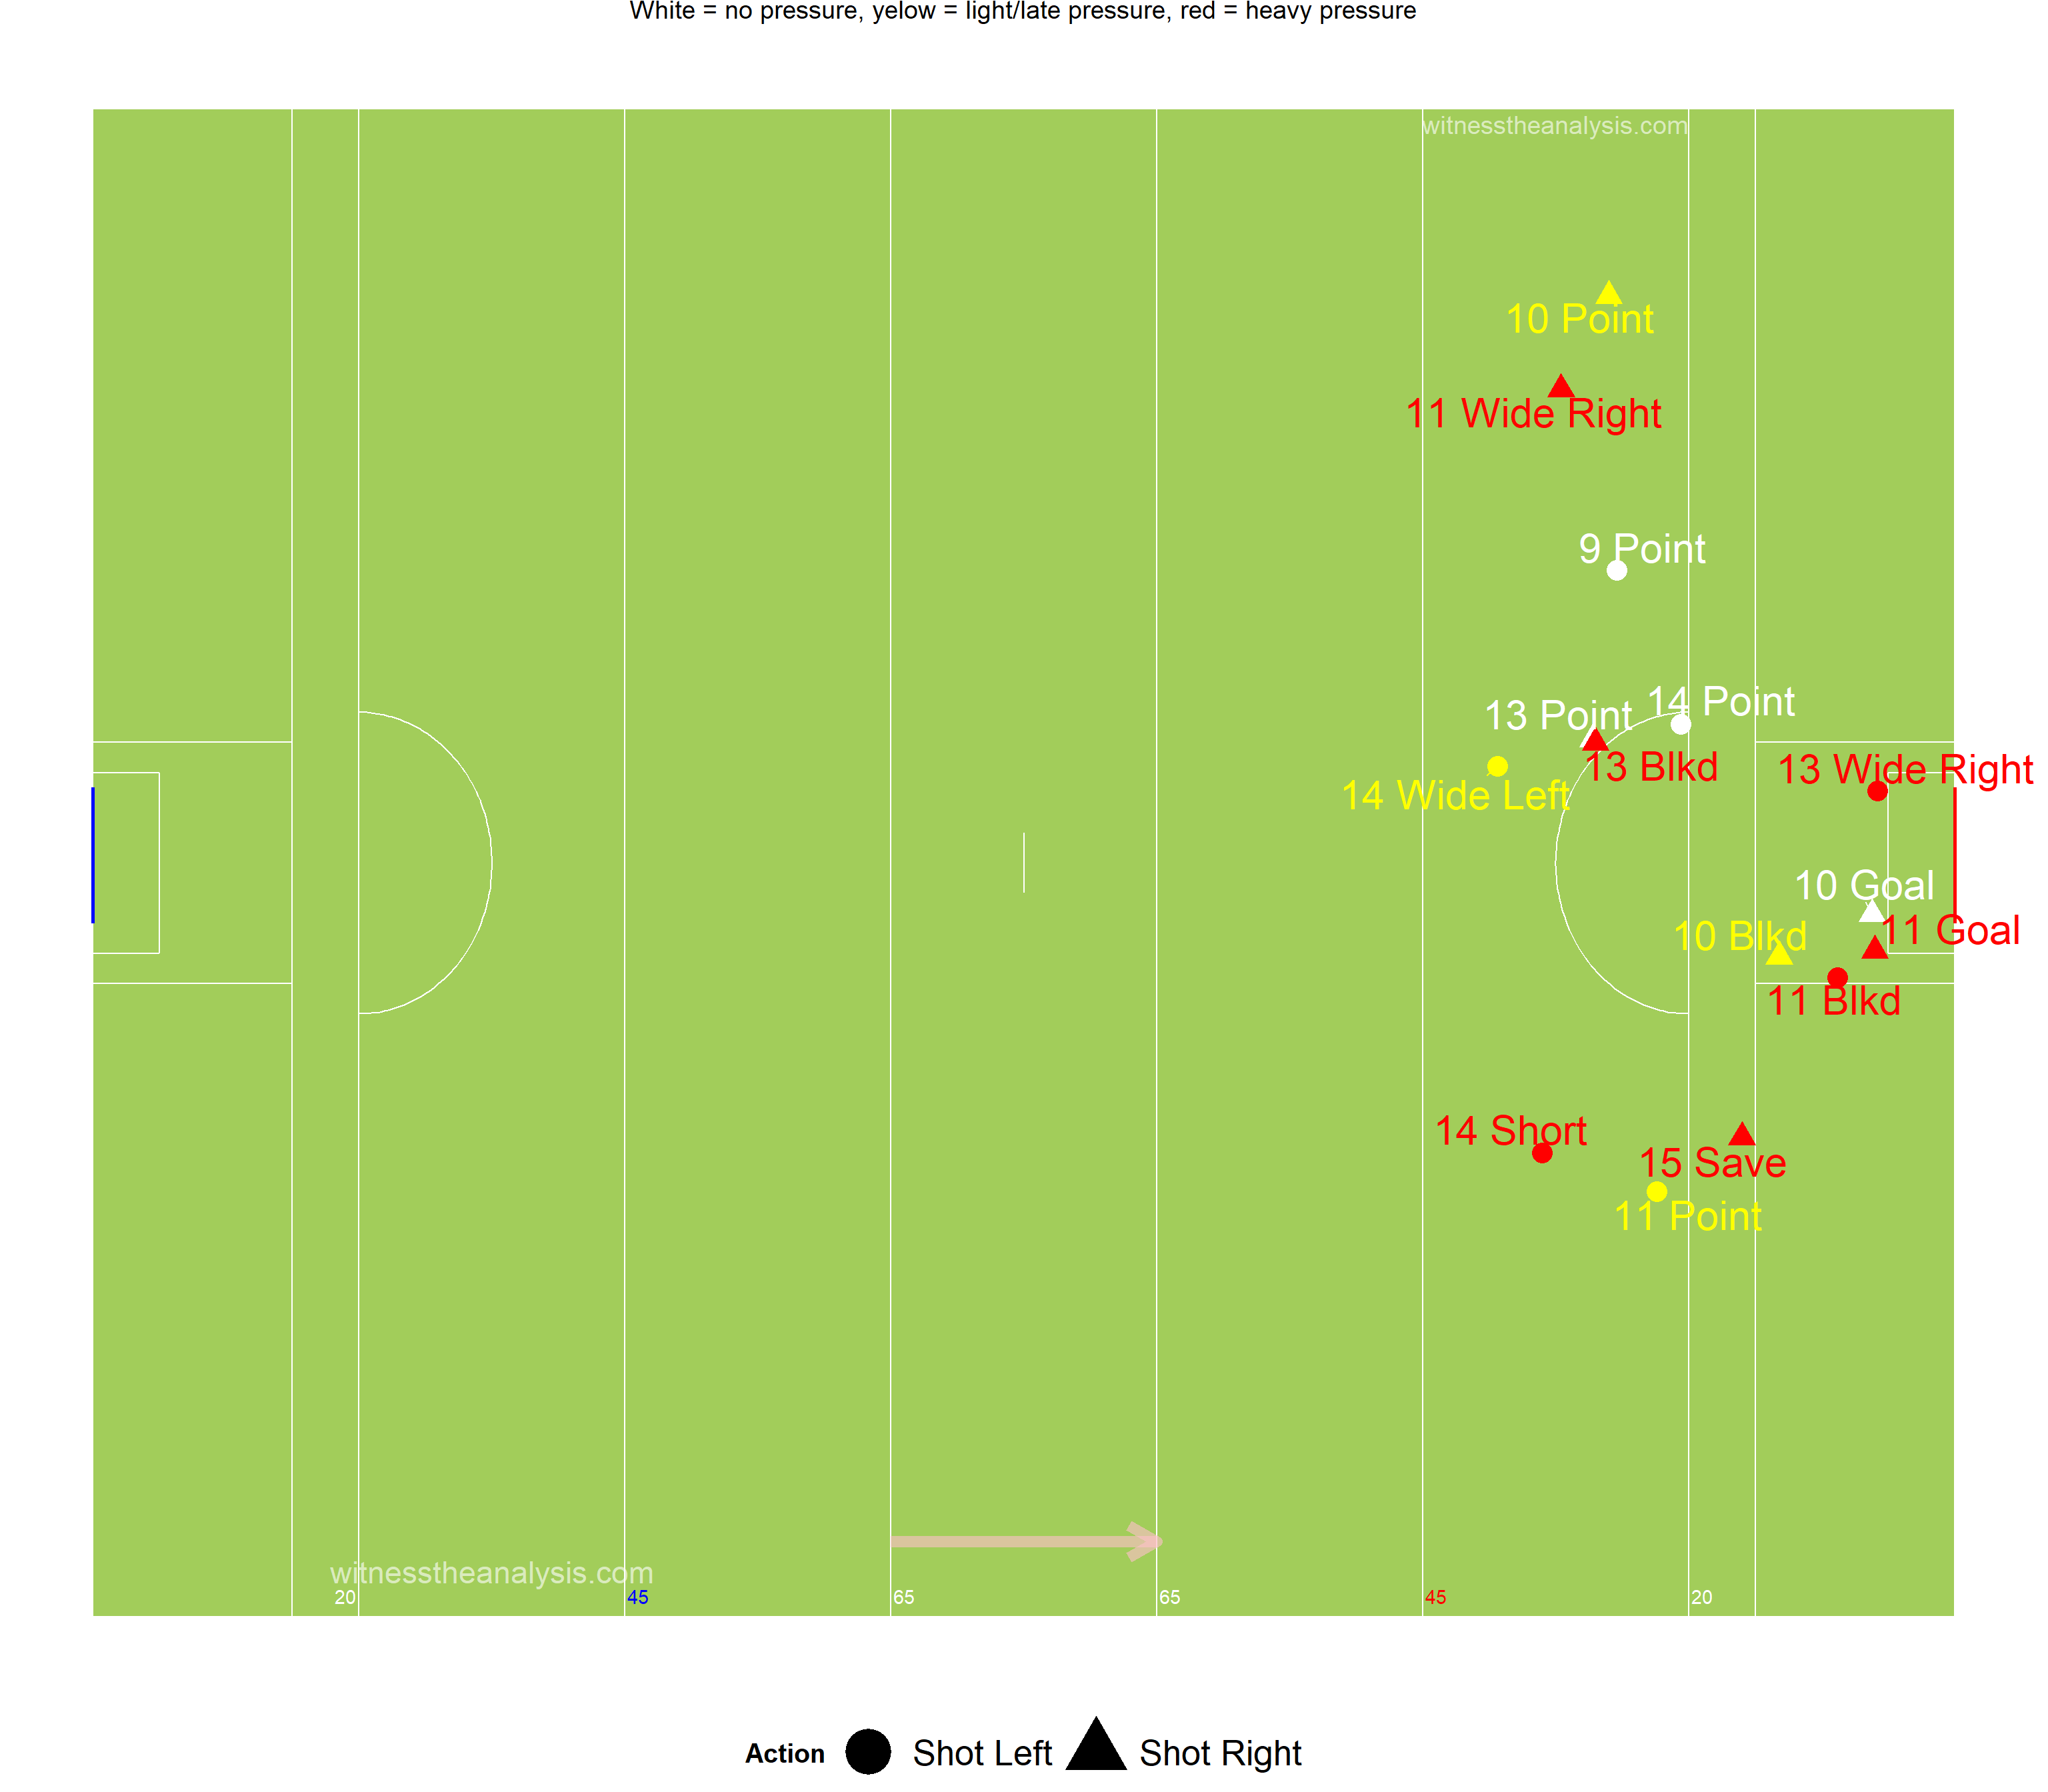 White = no pressure, yelow = light/late pressure, red = heavy pressure
witnesstheanalysis.com
10 Point
11 Wide Right
9 Point
14 Point
13 Point
13 Blkd
13 Wide Right
14 Wide Left
10 Goal
11 Goal
10 Blkd
11 Blkd
14 Short
15 Save
11 Point
witnesstheanalysis.com
20
45
65
65
45
20
Action Shot Left Shot Right